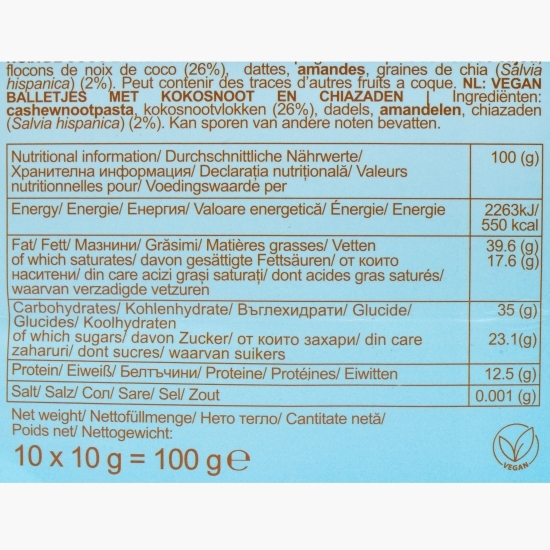 flocons de noix de coco (26%), dattes, amandes, graines de chia (Salvia
hispanica) (2%). Peut contenir des traces d'autres fruits a coque. NL: VEGAN
BALLETJES MET KOKOSNOOT EN CHIAZADEN | Ingrediënten:
cashewnootpasta, kokosnootvlokken (26%), dadels, amandelen, chiazaden
(Salvia hispanica) (2%). Kan sporen van andere noten bevatten.
Nutritional information/ Durchschnittliche Nährwerte/ 100 (g)
Хранителна информация/ Declarația nutrițională/ Valeurs
nutritionnelles pour/ Voedingswaarde per
Energy/ Energie/ Енергия/ Valoare energetică/ Énergie/ Energie 2263kJ/
550 kcal
Fat/ Fett/ Мазнини/ Grăsimi/ Matières grasses/ Vetten 39.6 (g)
of which saturates/ davon gesättigte Fettsäuren/ от които 17.6 (g)
наситени/ din care acizi grași saturați/ dont acides gras saturés/
waarvan verzadigde vetzuren
Carbohydrates/ Kohlenhydrate/ Въглехидрати/ Glucide/ 35 (g)
Glucides/ Koolhydraten
of which sugars/ davon Zucker/ от които захари/ din care 23.1(g)
zaharuri/ dont sucres/ waarvan suikers
Protein/ Eiweiß/ Белтъчини/ Proteine/ Protéjnes/ Eiwitten 12.5 (g)
Salt/ Salz/ Сол/ Sare/ Sel/ Zout 0.001 (g)
Net weight/ Nettofüllmenge/ Нето тегло/ Cantitate netă/
Poids net/ Nettogewicht:
10 x 10 g = 100 g ℮
VEGAN